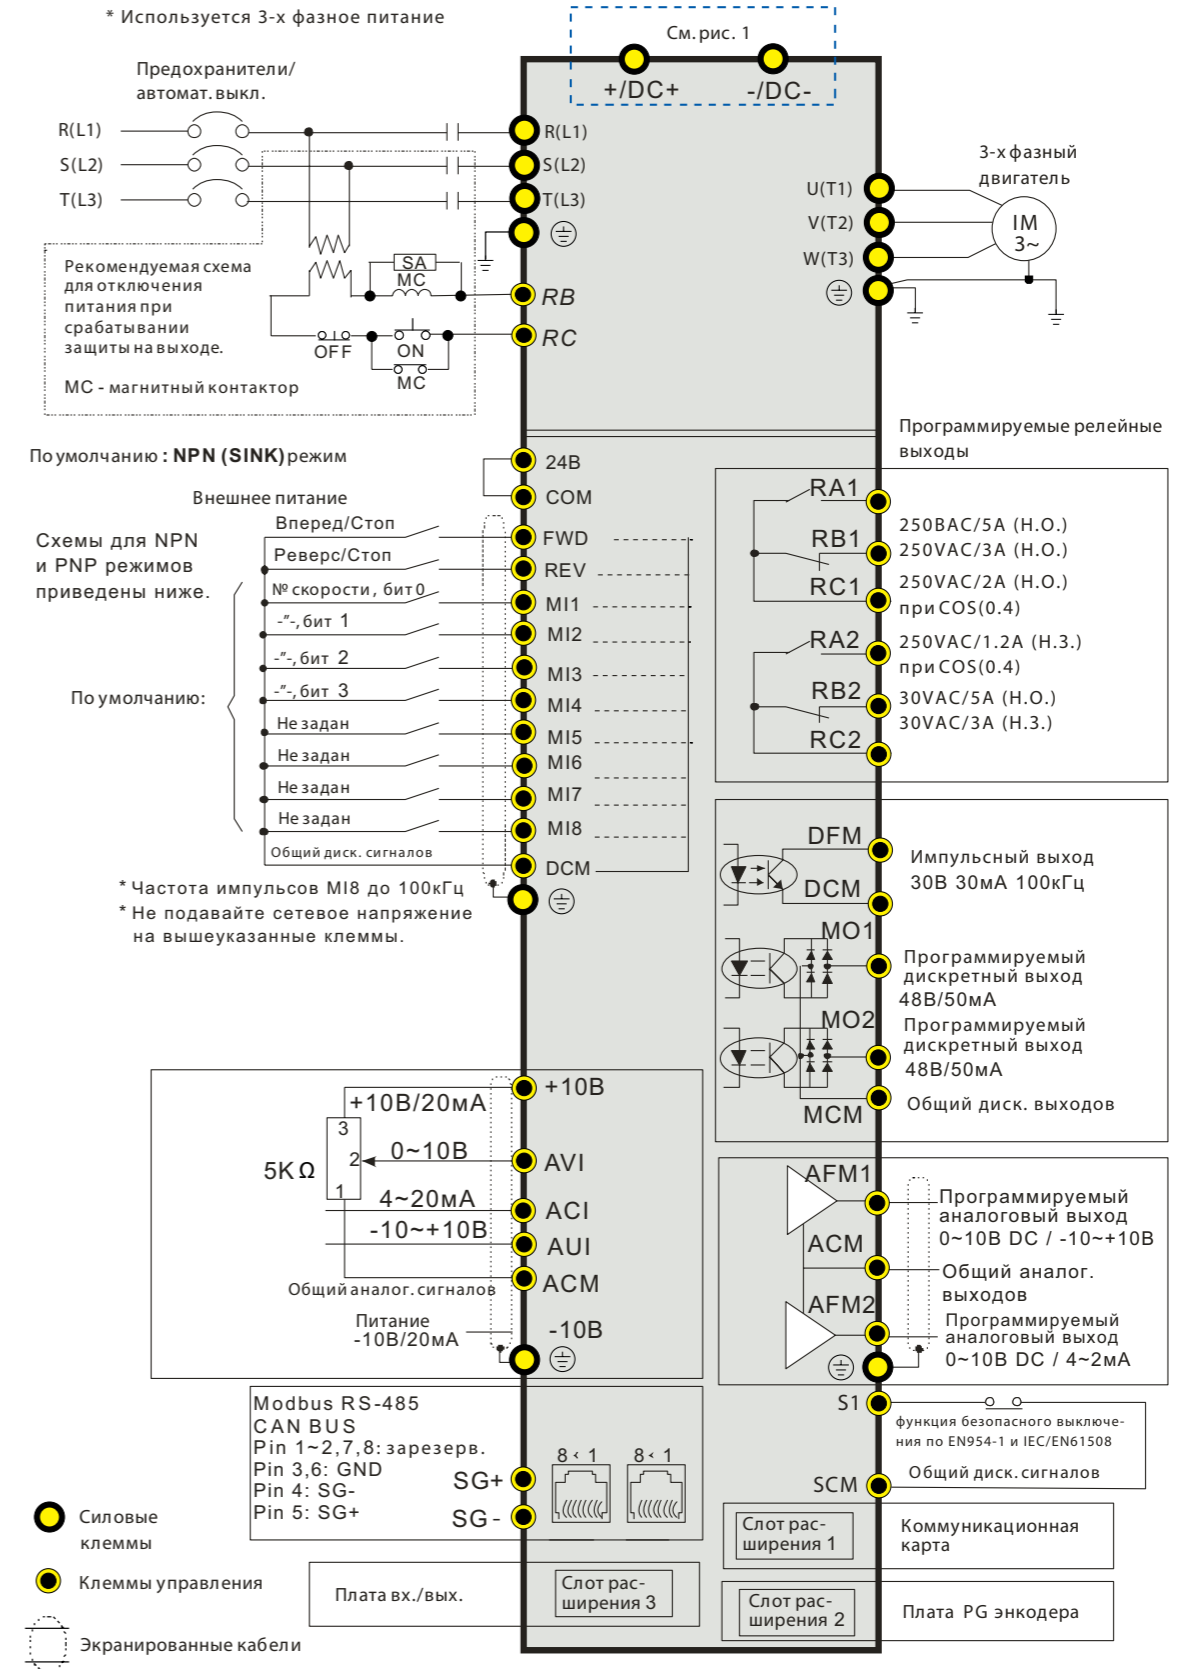 * Используется 3-х фазное питание
См. рис. 1
+/DC+
-/DC-
Предохранители/
автомат. выкл.
R(L1)
S(L2)
T(L3)
R(L1)
S(L2)
T(L3)
U(T1)
V(T2)
W(T3)
3-х фазный
двигатель
IM
3~
Рекомендуемая схема
для отключения
питания при
срабатывании
защиты на выходе.
МС - магнитный контактор
SA
MC
OFF
ON
MC
RB
RC
По умолчанию : NPN (SINK) режим
24В
COM
Внешнее питание
Схемы для NPN
и PNP режимов
приведены ниже.
По умолчанию:
Вперед/Стоп
FWD
Реверс/Стоп
REV
№ скорости, бит 0
MI1
-"-, бит 1
MI2
-"-, бит 2
MI3
-"-, бит 3
MI4
Не задан
MI5
Не задан
MI6
Не задан
MI7
Не задан
MI8
Общий диск. сигналов
DCM
* Частота импульсов MI8 до 100кГц
* Не подавайте сетевое напряжение
на вышеуказанные клеммы.
Программируемые релейные
выходы
RA1
RB1
RC1
RA2
RB2
RC2
250ВАС/5А (Н.О.)
250VAC/3A (Н.О.)
250VAC/2A (Н.О.)
при COS(0.4)
250VAC/1.2A (Н.З.)
при COS(0.4)
30VAC/5A (Н.О.)
30VAC/3A (Н.З.)
DFM
DCM
Импульсный выход
30В 30мА 100кГц
MO1
Программируемый
дискретный выход
48В/50мА
MO2
Программируемый
дискретный выход
48В/50мА
MCM
Общий диск. выходов
+10В
+10В/20мА
3
2
1
5K Ω
0~10В
AVI
4~20мА
ACI
-10~+10В
AUI
ACM
Общий аналог. сигналов
Питание
-10В/20мА
-10В
AFM1
Программируемый
аналоговый выход
0~10В DC / -10~+10В
ACM
Общий аналог.
выходов
AFM2
Программируемый
аналоговый выход
0~10В DC / 4~2мА
Modbus RS-485
CAN BUS
Pin 1~2,7,8: зарезерв.
Pin 3,6: GND
Pin 4: SG-
Pin 5: SG+
SG+
SG -
8 ‹ 1
8 ‹ 1
S1
функция безопасного выключе-
ния по EN954-1 и IEC/EN61508
SCM
Общий диск. сигналов
Слот рас-
ширения 1
Коммуникационная
карта
Слот рас-
ширения 2
Плата PG энкодера
Плата вх./вых.
Слот рас-
ширения 3
Силовые
клеммы
Клеммы управления
Экранированные кабели